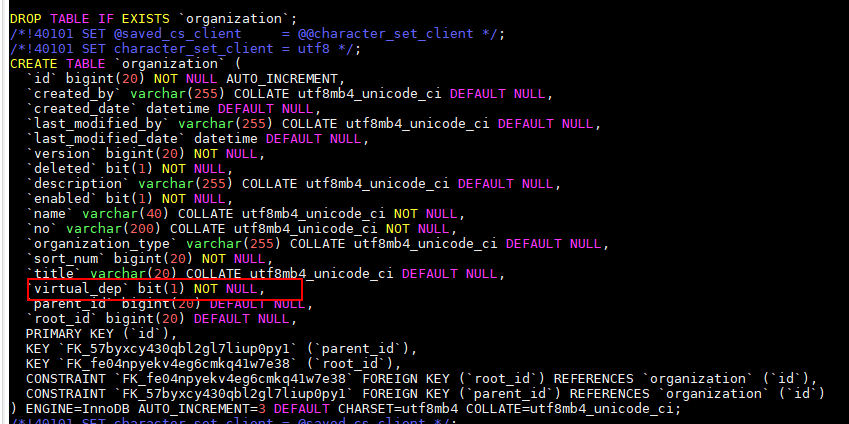 DROP TABLE IF EXISTS `organization`;
/*!40101 SET @saved_cs_client     = @@character_set_client */;
/*!40101 SET character_set_client = utf8 */;
CREATE TABLE `organization` (
  `id` bigint(20) NOT NULL AUTO_INCREMENT,
  `created_by` varchar(255) COLLATE utf8mb4_unicode_ci DEFAULT NULL,
  `created_date` datetime DEFAULT NULL,
  `last_modified_by` varchar(255) COLLATE utf8mb4_unicode_ci DEFAULT NULL,
  `last_modified_date` datetime DEFAULT NULL,
  `version` bigint(20) NOT NULL,
  `deleted` bit(1) NOT NULL,
  `description` varchar(255) COLLATE utf8mb4_unicode_ci DEFAULT NULL,
  `enabled` bit(1) NOT NULL,
  `name` varchar(40) COLLATE utf8mb4_unicode_ci NOT NULL,
  `no` varchar(200) COLLATE utf8mb4_unicode_ci NOT NULL,
  `organization_type` varchar(255) COLLATE utf8mb4_unicode_ci DEFAULT NULL,
  `sort_num` bigint(20) NOT NULL,
  `title` varchar(20) COLLATE utf8mb4_unicode_ci DEFAULT NULL,
  `virtual_dep` bit(1) NOT NULL,
  `parent_id` bigint(20) DEFAULT NULL,
  `root_id` bigint(20) DEFAULT NULL,
  PRIMARY KEY (`id`),
  KEY `FK_57byxcy430qbl2gl7liup0py1` (`parent_id`),
  KEY `FK_fe04npyekv4eg6cmkq41w7e38` (`root_id`),
  CONSTRAINT `FK_fe04npyekv4eg6cmkq41w7e38` FOREIGN KEY (`root_id`) REFERENCES `organization` (`id`),
  CONSTRAINT `FK_57byxcy430qbl2gl7liup0py1` FOREIGN KEY (`parent_id`) REFERENCES `organization` (`id`)
) ENGINE=InnoDB AUTO_INCREMENT=3 DEFAULT CHARSET=utf8mb4 COLLATE=utf8mb4_unicode_ci;
/*!40101 SET character_set_client = @saved_cs_client */;